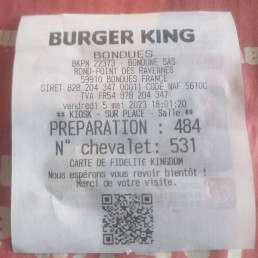 BURGER KING
BONDUES
BKPN 22373 - BONDUNE SAS
ROND-POINT DES RAVENNES
59910 BONDUES FRANCE
SIRET 828 204 347 00011 CODE NAF 5610C
TVA FR54 828 204 347
vendredi 5 mai 2023 18:01:20
** KIOSK - SUR PLACE - Salle **
PREPARATION : 484
N° chevalet: 531
CARTE DE FIDELITE KINGDOM
Nous espérons vous revoir bientôt !
Merci de votre visite.